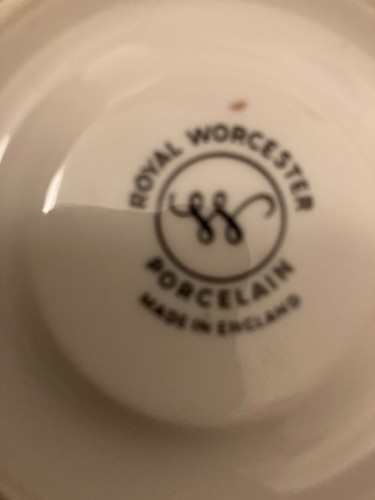 ROYAL WORCESTER
W
PORCELAIN
MADE IN ENGLAND